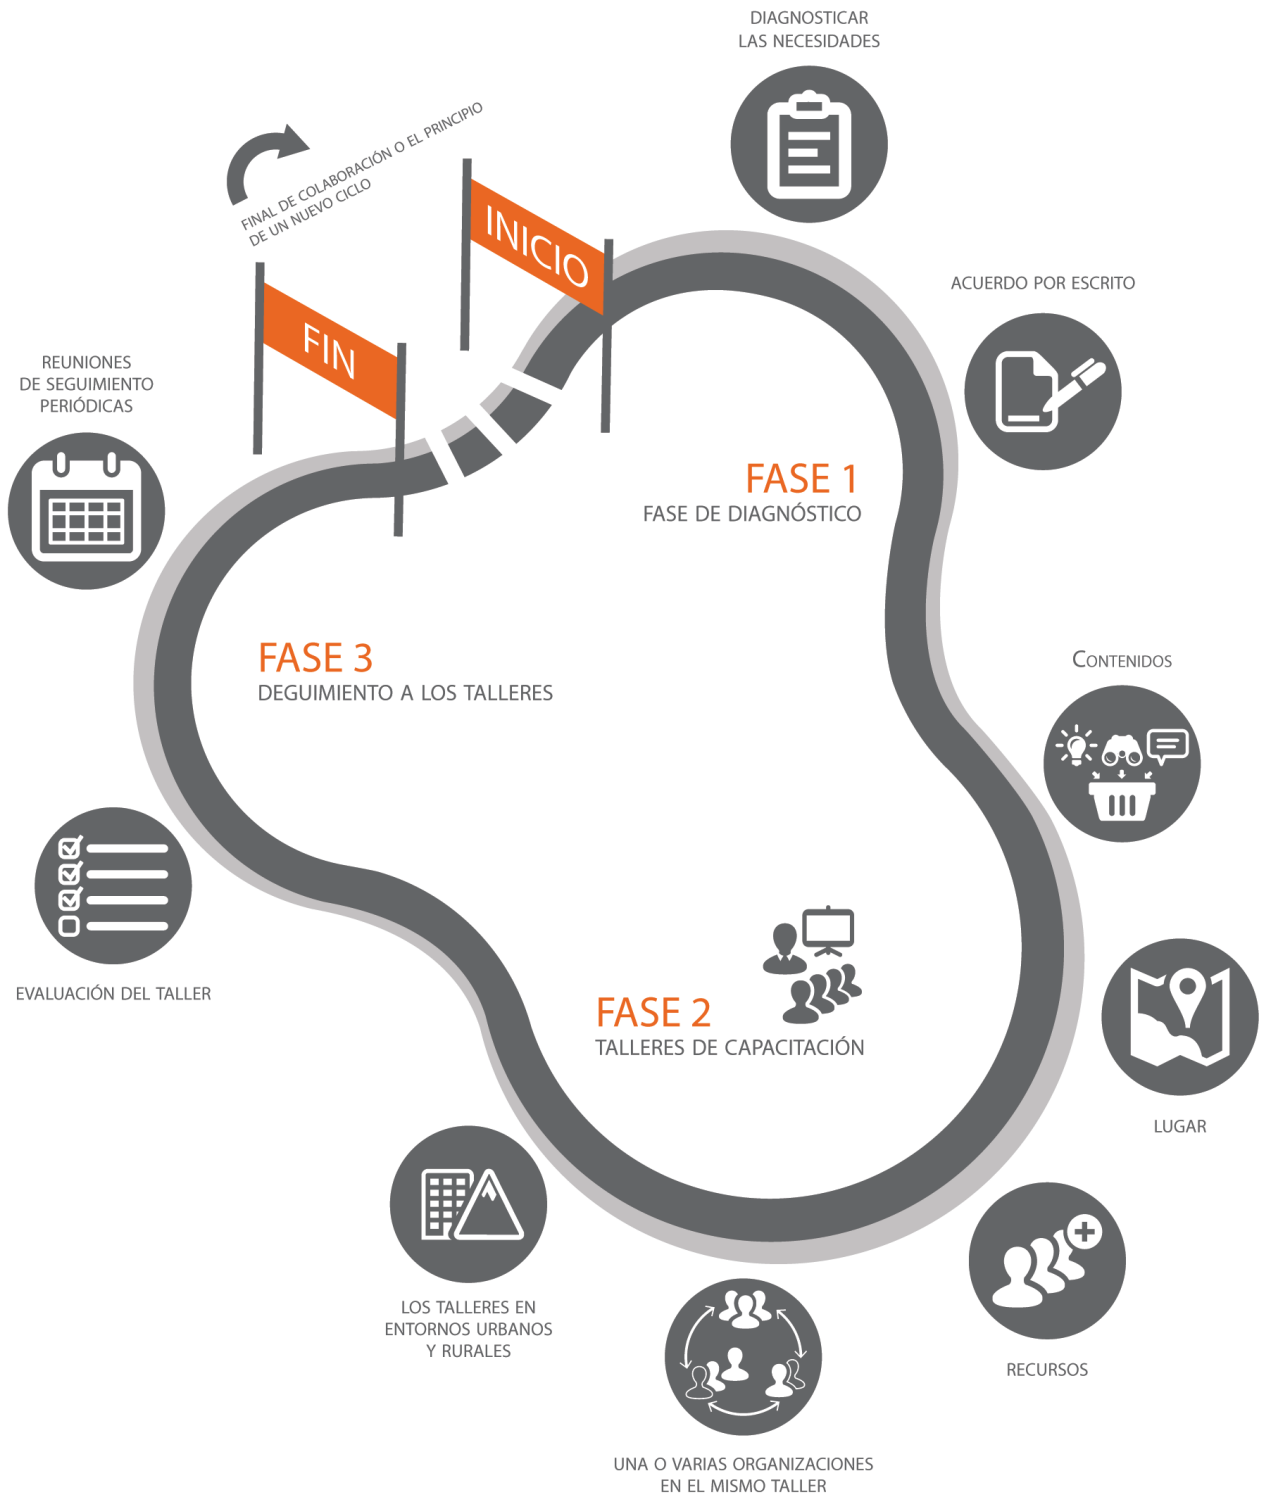 DIAGNOSTICAR
LAS NECESIDADES
FINAL DE COLABORACIÓN O EL PRINCIPIO
DE UN NUEVO CICLO
INICIO
FIN
ACUERDO POR ESCRITO
REUNIONES
DE SEGUIMIENTO
PERIÓDICAS
FASE 1
FASE DE DIAGNÓSTICO
FASE 3
DEGUIMIENTO A LOS TALLERES
CONTENIDOS
EVALUACIÓN DEL TALLER
FASE 2
TALLERES DE CAPACITACIÓN
LUGAR
LOS TALLERES EN
ENTORNOS URBANOS
Y RURALES
RECURSOS
UNA O VARIAS ORGANIZACIONES
EN EL MISMO TALLER